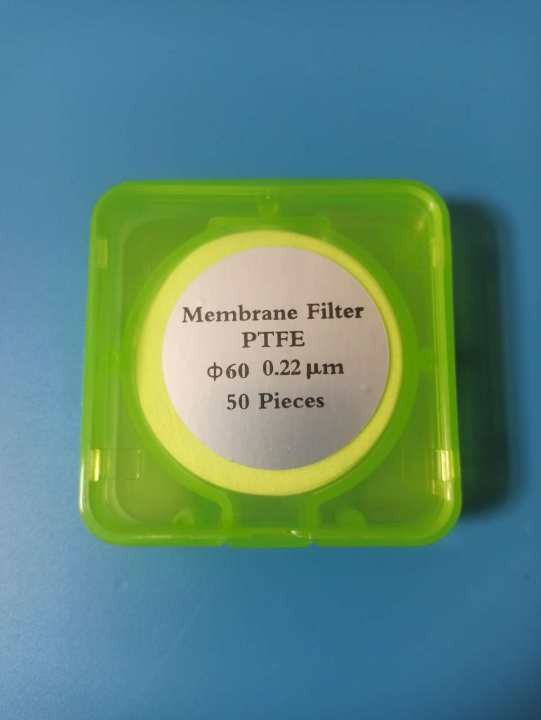 Membrane Filter
PTFE
Φ60 0.22 μm
50 Pieces